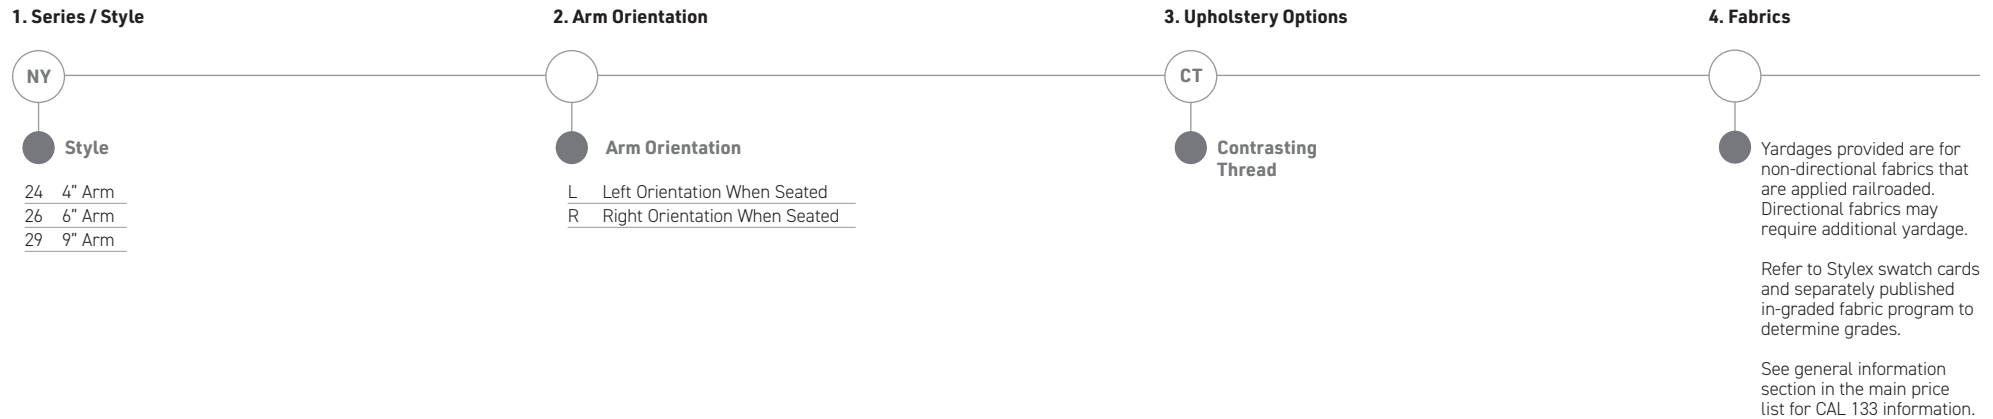 1. Series / Style
2. Arm Orientation
3. Upholstery Options
4. Fabrics
NY
CT
Style
24 4" Arm
26 6" Arm
29 9" Arm
Arm Orientation
L Left Orientation When Seated
R Right Orientation When Seated
Contrasting
Thread
Yardages provided are for
non-directional fabrics that
are applied railroaded.
Directional fabrics may
require additional yardage.
Refer to Stylex swatch cards
and separately published
in-graded fabric program to
determine grades.
See general information
section in the main price
list for CAL 133 information.